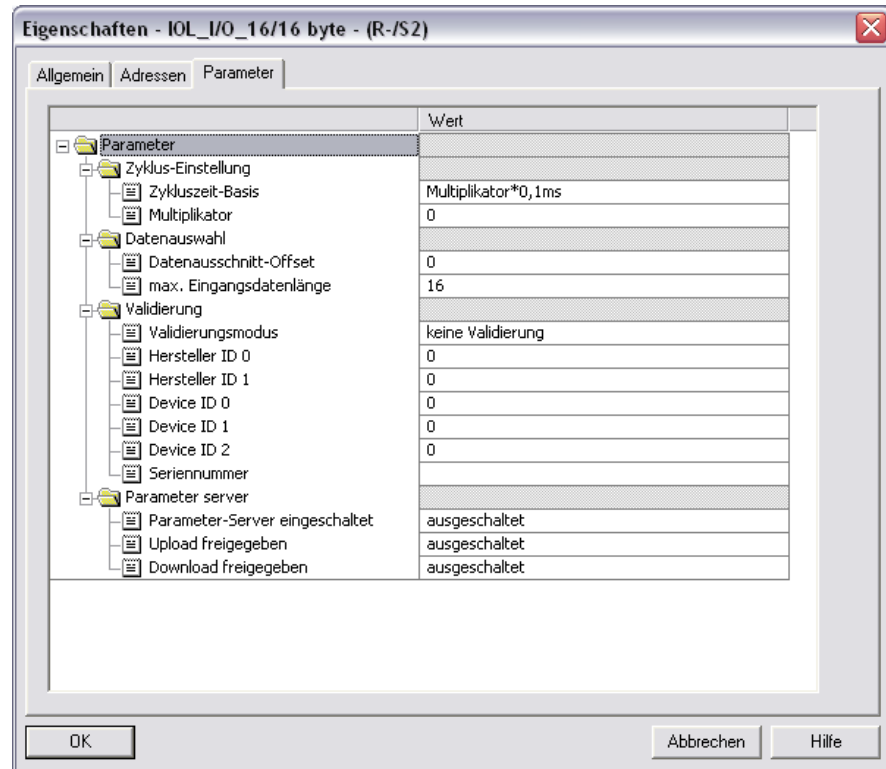 Eigenschaften - IOL_I/O_16/16 byte - (R-/S2)
Allgemein Adressen Parameter
Wert
Parameter
Zyklus-Einstellung
Zykluszeit-Basis Multiplikator*0,1ms
Multiplikator 0
Datenauswahl
Datenausschnitt-Offset 0
max. Eingangsdatenlänge 16
Validierung
Validierungsmodus keine Validierung
Hersteller ID 0 0
Hersteller ID 1 0
Device ID 0 0
Device ID 1 0
Device ID 2 0
Seriennummer
Parameter server
Parameter-Server eingeschaltet ausgeschaltet
Upload freigegeben ausgeschaltet
Download freigegeben ausgeschaltet
OK Abbrechen Hilfe